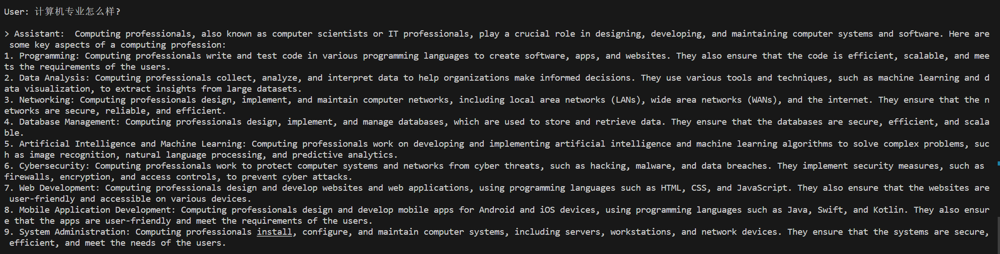 User: 计算机专业怎么样?
> Assistant:  Computing professionals, also known as computer scientists or IT professionals, play a crucial role in designing, developing, and maintaining computer systems and software. Here are
 some key aspects of a computing profession:
1. Programming: Computing professionals write and test code in various programming languages to create software, apps, and websites. They also ensure that the code is efficient, scalable, and mee
ts the requirements of the users.
2. Data Analysis: Computing professionals collect, analyze, and interpret data to help organizations make informed decisions. They use various tools and techniques, such as machine learning and d
ata visualization, to extract insights from large datasets.
3. Networking: Computing professionals design, implement, and maintain computer networks, including local area networks (LANs), wide area networks (WANs), and the internet. They ensure that the n
etworks are secure, reliable, and efficient.
4. Database Management: Computing professionals design, implement, and manage databases, which are used to store and retrieve data. They ensure that the databases are secure, efficient, and scala
ble.
5. Artificial Intelligence and Machine Learning: Computing professionals work on developing and implementing artificial intelligence and machine learning algorithms to solve complex problems, suc
h as image recognition, natural language processing, and predictive analytics.
6. Cybersecurity: Computing professionals work to protect computer systems and networks from cyber threats, such as hacking, malware, and data breaches. They implement security measures, such as
firewalls, encryption, and access controls, to prevent cyber attacks.
7. Web Development: Computing professionals design and develop websites and web applications, using programming languages such as HTML, CSS, and JavaScript. They also ensure that the websites are
 user-friendly and accessible on various devices.
8. Mobile Application Development: Computing professionals design and develop mobile apps for Android and iOS devices, using programming languages such as Java, Swift, and Kotlin. They also ensur
e that the apps are user-friendly and meet the requirements of the users.
9. System Administration: Computing professionals install, configure, and maintain computer systems, including servers, workstations, and network devices. They ensure that the systems are secure,
 efficient, and meet the needs of the users.